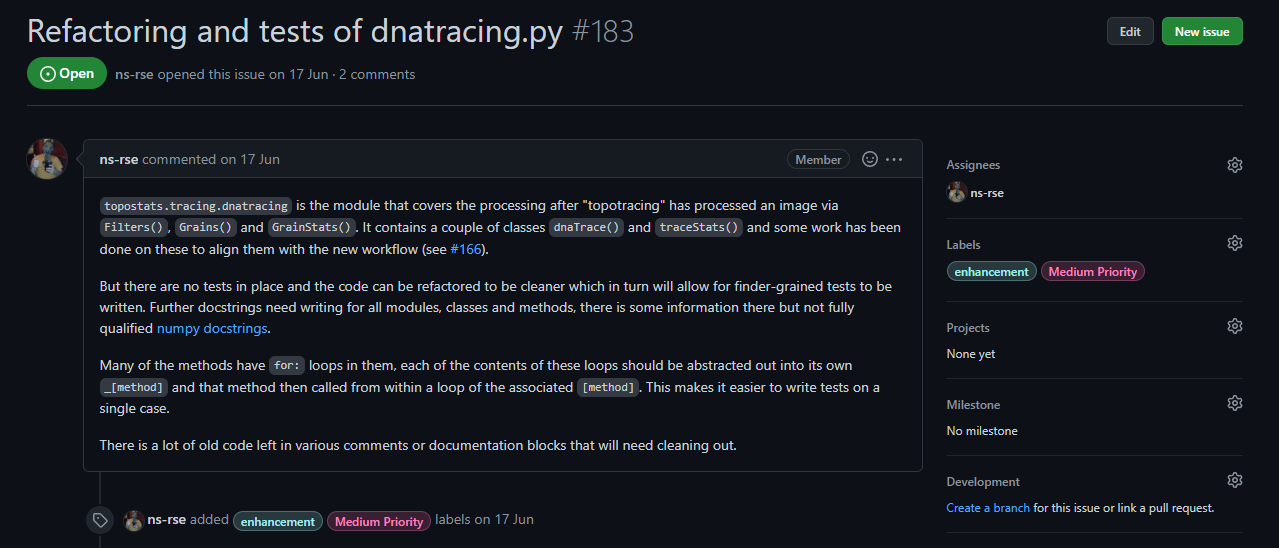 Refactoring and tests of dnatracing.py #183
Edit
New issue
Open
ns-rse opened this issue on 17 Jun · 2 comments
ns-rse commented on 17 Jun
Member
topostats.tracing.dnatracing is the module that covers the processing after "topotracing" has processed an image via
Filters(), Grains() and GrainStats(). It contains a couple of classes dnaTrace() and traceStats() and some work has been
done on these to align them with the new workflow (see #166).
But there are no tests in place and the code can be refactored to be cleaner which in turn will allow for finder-grained tests to be
written. Further docstrings need writing for all modules, classes and methods, there is some information there but not fully
qualified numpy docstrings.
Many of the methods have for: loops in them, each of the contents of these loops should be abstracted out into its own
_[method] and that method then called from within a loop of the associated [method]. This makes it easier to write tests on a
single case.
There is a lot of old code left in various comments or documentation blocks that will need cleaning out.
ns-rse added enhancement Medium Priority labels on 17 Jun
Assignees
ns-rse
Labels
enhancement Medium Priority
Projects
None yet
Milestone
No milestone
Development
Create a branch for this issue or link a pull request.